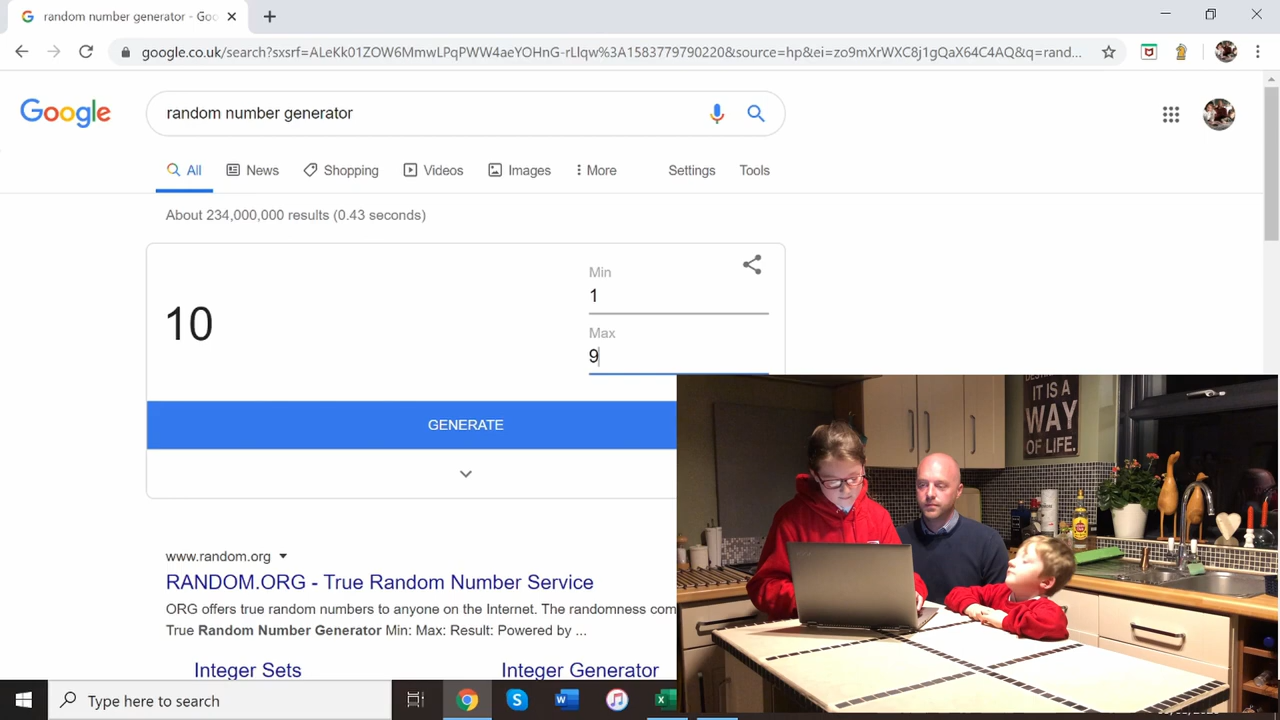 random number generator - Goo
google.co.uk/search?sxsrf=ALeKk01ZOW6MmwLPqPWW4aeYOHnG-rLIqw%3A1583779790220&source=hp&ei=zo9mXrWXC8j1gQaX64C4AQ&q=rand...
Google
random number generator
All News Shopping Videos Images More Settings Tools
About 234,000,000 results (0.43 seconds)
Min
1
10
Max
9
GENERATE
IT IS A
WAY
OF LIFE.
www.random.org
RANDOM.ORG - True Random Number Service
ORG offers true random numbers to anyone on the Internet. The randomness com
True Random Number Generator Min: Max: Result: Powered by ...
Integer Sets Integer Generator
Type here to search